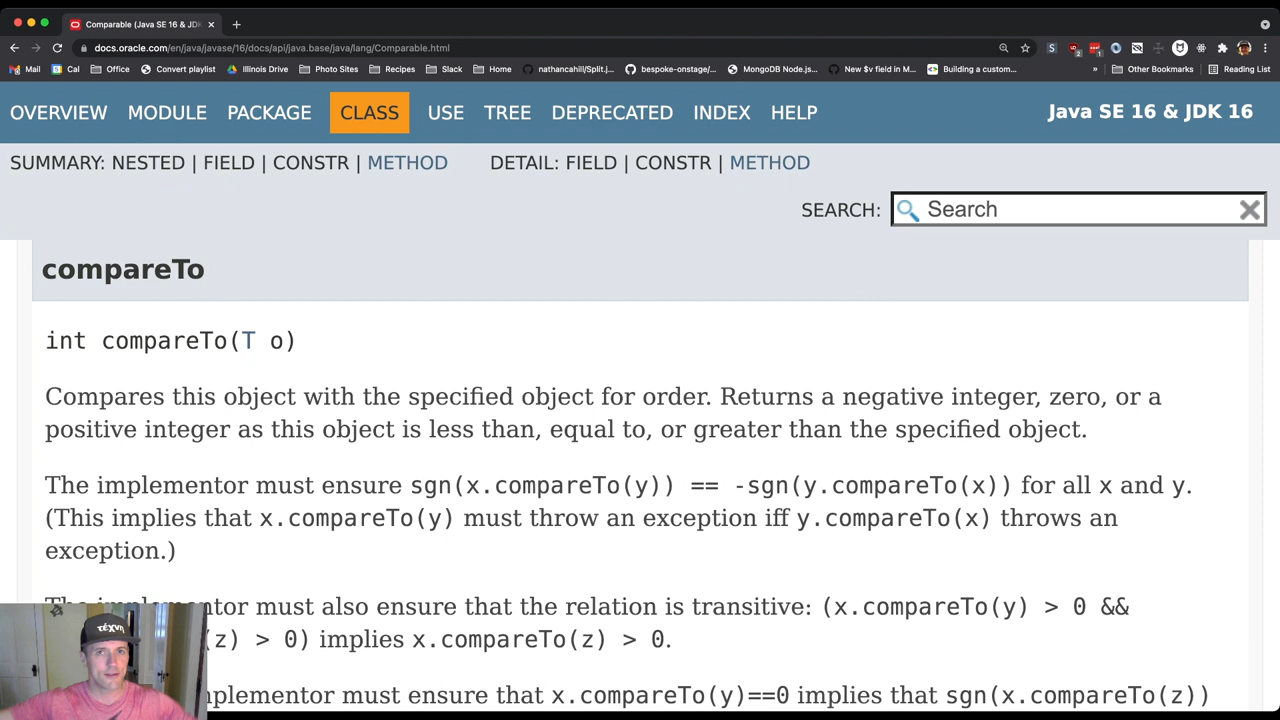 Comparable (Java SE 16 & JDK
docs.oracle.com/en/java/javase/16/docs/api/java.base/java/lang/Comparable.html
Mail Cal Office Convert playlist Illinois Drive Photo Sites Recipes Slack Home nathancahill/Split.j... bespoke-onstage/... MongoDB Node.js... New $v field in M... Building a custom... » Other Bookmarks Reading List
OVERVIEW MODULE PACKAGE CLASS USE TREE DEPRECATED INDEX HELP Java SE 16 & JDK 16
SUMMARY: NESTED | FIELD | CONSTR | METHOD DETAIL: FIELD | CONSTR | METHOD
SEARCH: Search
compareTo
int compareTo(T o)
Compares this object with the specified object for order. Returns a negative integer, zero, or a
positive integer as this object is less than, equal to, or greater than the specified object.
The implementor must ensure sgn(x.compareTo(y)) == -sgn(y.compareTo(x)) for all x and y.
(This implies that x.compareTo(y) must throw an exception iff y.compareTo(x) throws an
exception.)
The implementor must also ensure that the relation is transitive: (x.compareTo(y) > 0 &&
(z) > 0) implies x.compareTo(z) > 0.
plementor must ensure that x.compareTo(y)==0 implies that sgn(x.compareTo(z))
ΤΈΧΝΗ